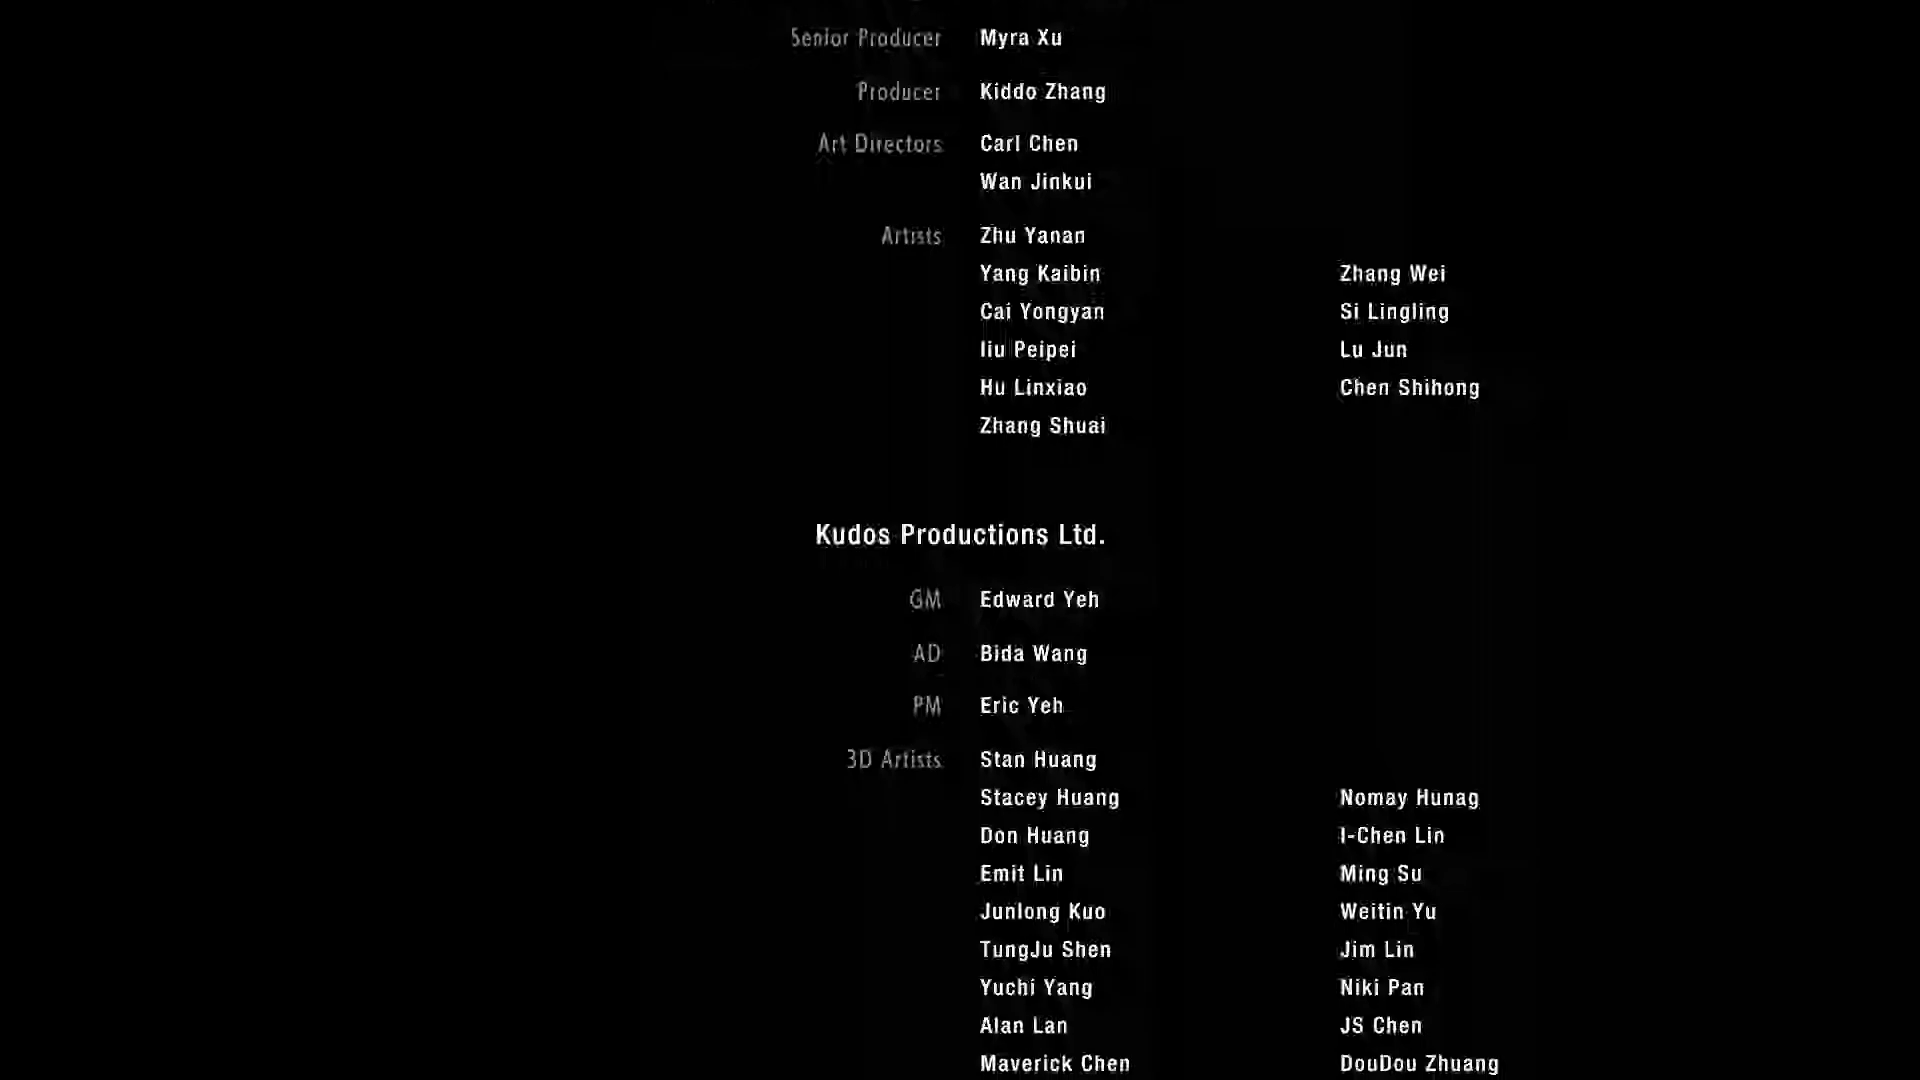 Senior Producer Myra Xu
Producer Kiddo Zhang
Art Directors Carl Chen
Wan Jinkui
Artists Zhu Yanan
Yang Kaibin Zhang Wei
Cai Yongyan Si Lingling
liu Peipei Lu Jun
Hu Linxiao Chen Shihong
Zhang Shuai
Kudos Productions Ltd.
GM Edward Yeh
AD Bida Wang
PM Eric Yeh
3D Artists Stan Huang
Stacey Huang Nomay Hunag
Don Huang I-Chen Lin
Emit Lin Ming Su
Junlong Kuo Weitin Yu
TungJu Shen Jim Lin
Yuchi Yang Niki Pan
Alan Lan JS Chen
Maverick Chen DouDou Zhuang